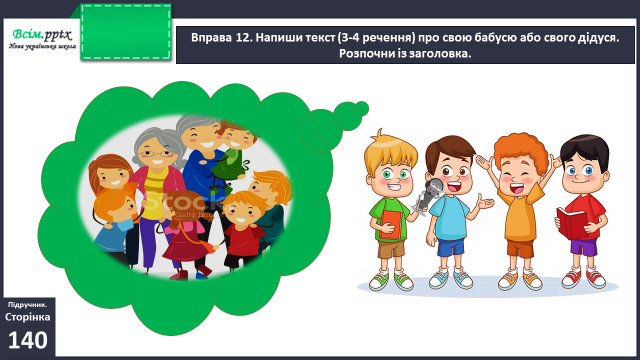 Всім.pptx
Нова українська школа
Вправа 12. Напиши текст (3-4 речення) про свою бабусю або свого дідуся.
Розпочни із заголовка.
Stock
Підручник.
Сторінка
140